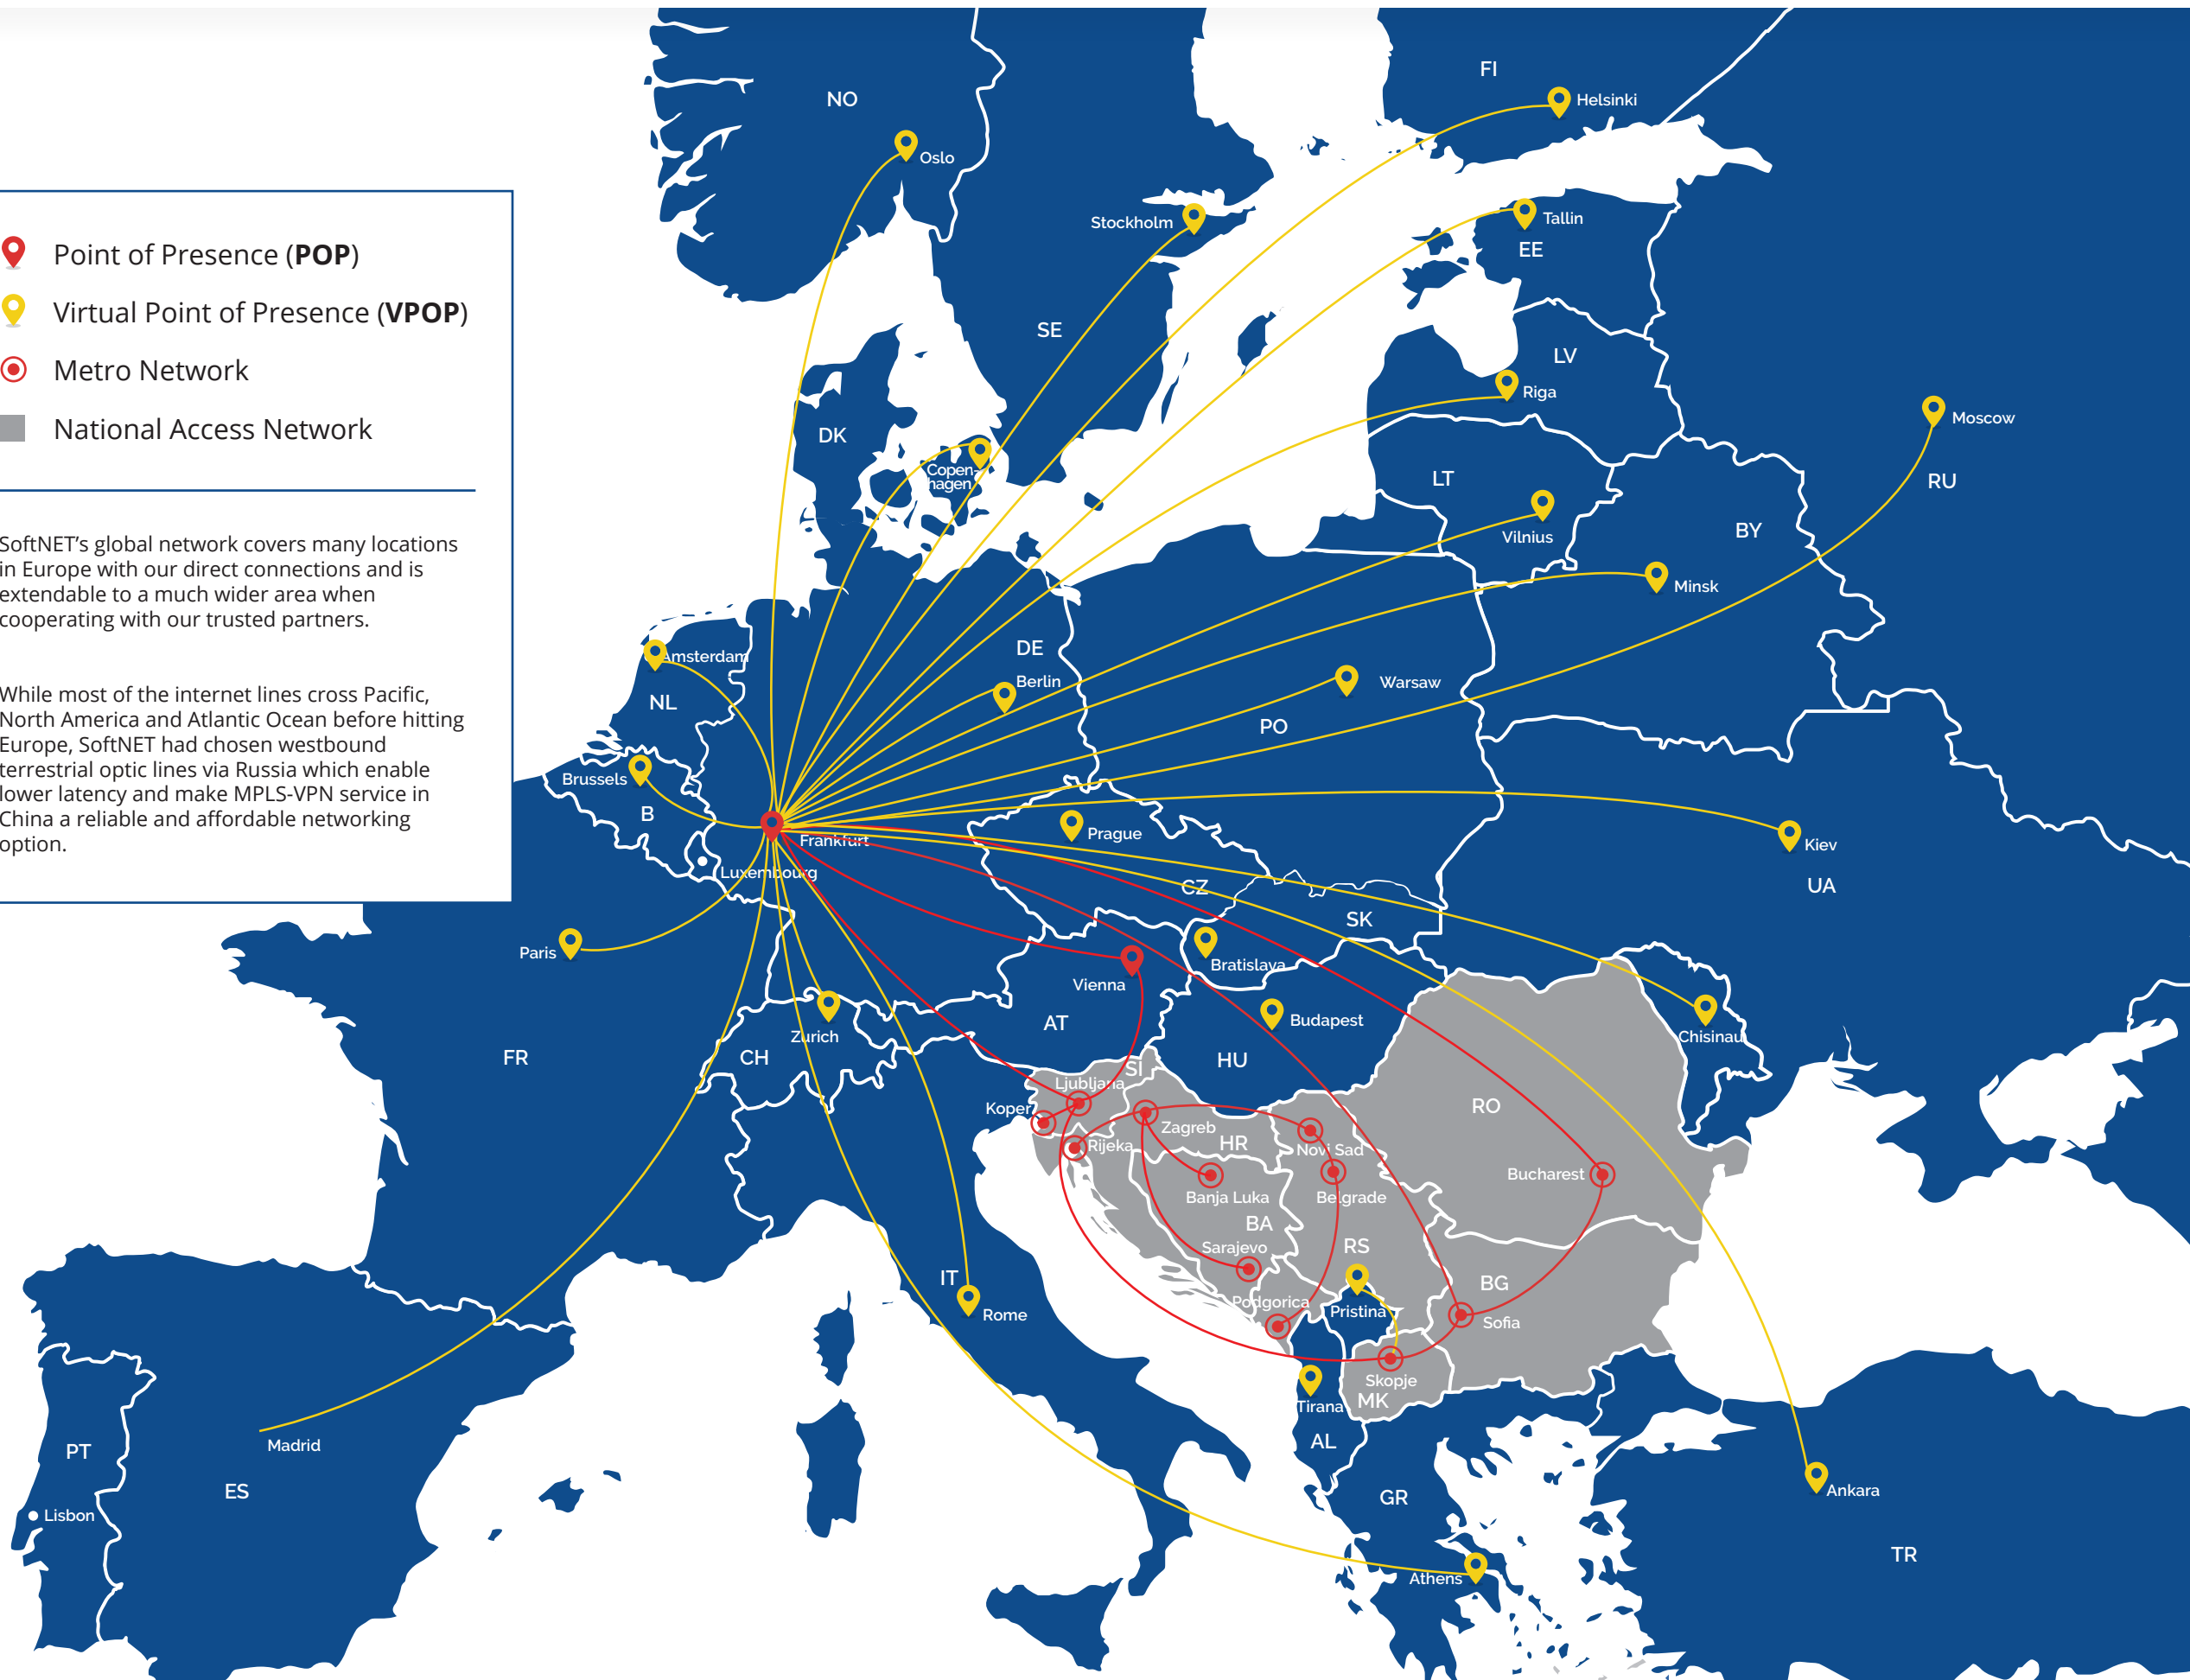 FI
Helsinki
NO
Oslo
Stockholm
Tallin
EE
Point of Presence (POP)
Virtual Point of Presence (VPOP)
Metro Network
National Access Network
SE
LV
Riga
DK
Moscow
Copen-
hagen
LT
RU
Vilnius
BY
Minsk
SoftNET’s global network covers many locations
in Europe with our direct connections and is
extendable to a much wider area when
cooperating with our trusted partners.
While most of the internet lines cross Pacific,
North America and Atlantic Ocean before hitting
Europe, SoftNET had chosen westbound
terrestrial optic lines via Russia which enable
lower latency and make MPLS-VPN service in
China a reliable and affordable networking
option.
Amsterdam
NL
DE
Berlin
Warsaw
PO
Brussels
B
Frankfurt
Luxembourg
Prague
CZ
Kiev
UA
SK
Paris
Bratislava
Vienna
AT
Budapest
HU
Chisinau
Zurich
CH
FR
SI
Ljubljana
Koper
Rijeka
Zagreb
HR
Novi Sad
RO
Banja Luka
Belgrade
Bucharest
BA
Sarajevo
RS
IT
Rome
Podgorica
Pristina
BG
Sofia
Skopje
MK
Tirana
AL
Madrid
PT
ES
Lisbon
GR
Ankara
Athens
TR